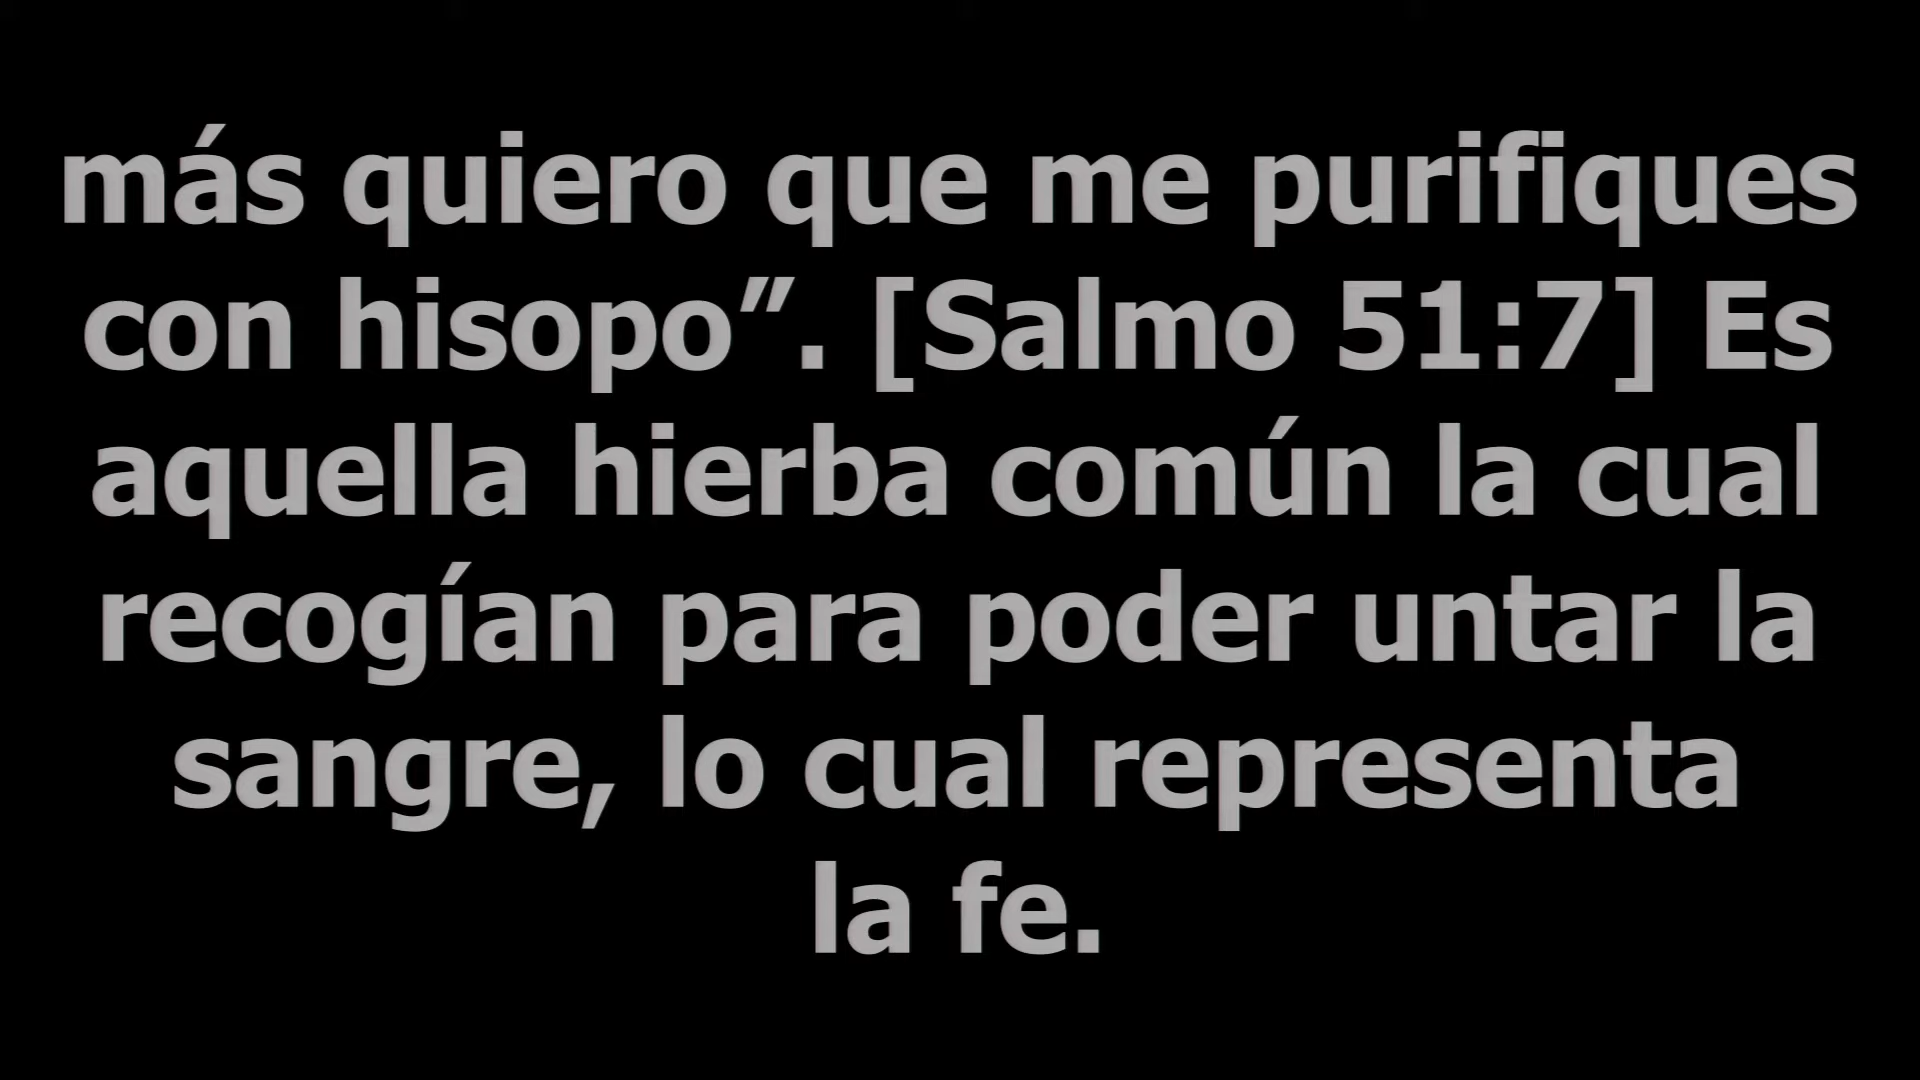 más quiero que me purifiques
con hisopo”. [Salmo 51:7] Es
aquella hierba común la cual
recogían para poder untar la
sangre, lo cual representa
la fe.